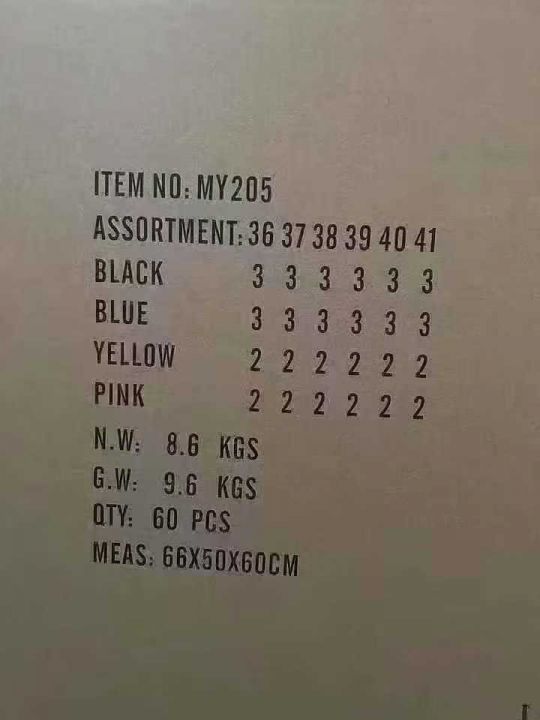 ITEM NO: MY205
ASSORTMENT: 36 37 38 39 40 41
BLACK 3 3 3 3 3 3
BLUE 3 3 3 3 3 3
YELLOW 2 2 2 2 2 2
PINK 2 2 2 2 2 2
N.W: 8.6 KGS
G.W: 9.6 KGS
QTY: 60 PCS
MEAS: 66X50X60CM